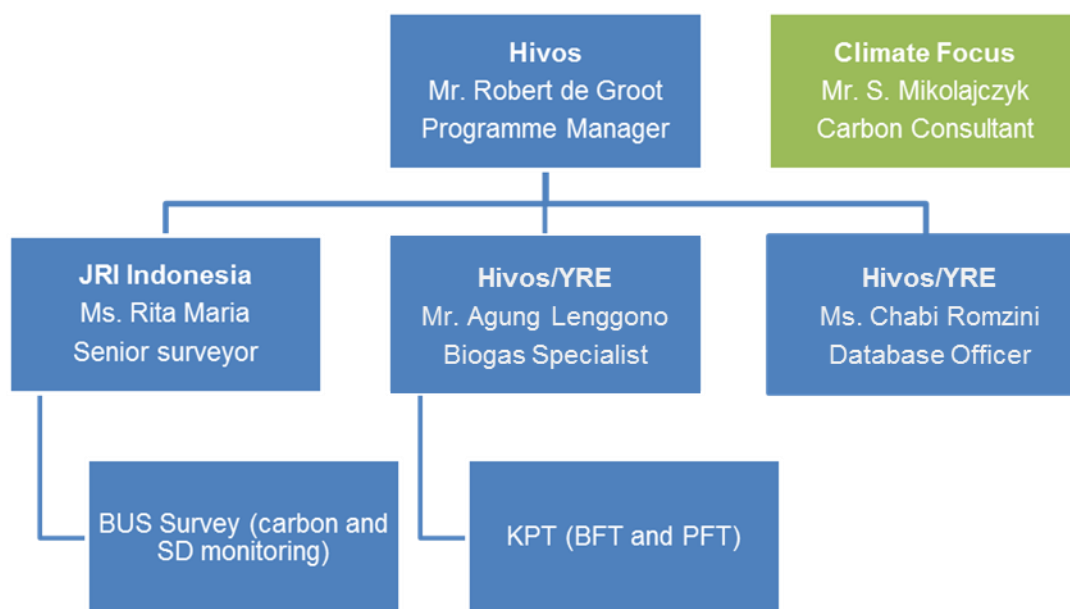 Hivos
Mr. Robert de Groot
Programme Manager
Climate Focus
Mr. S. Mikolajczyk
Carbon Consultant
JRI Indonesia
Ms. Rita Maria
Senior surveyor
Hivos/YRE
Mr. Agung Lenggono
Biogas Specialist
Hivos/YRE
Ms. Chabi Romzini
Database Officer
BUS Survey (carbon and
SD monitoring)
KPT (BFT and PFT)